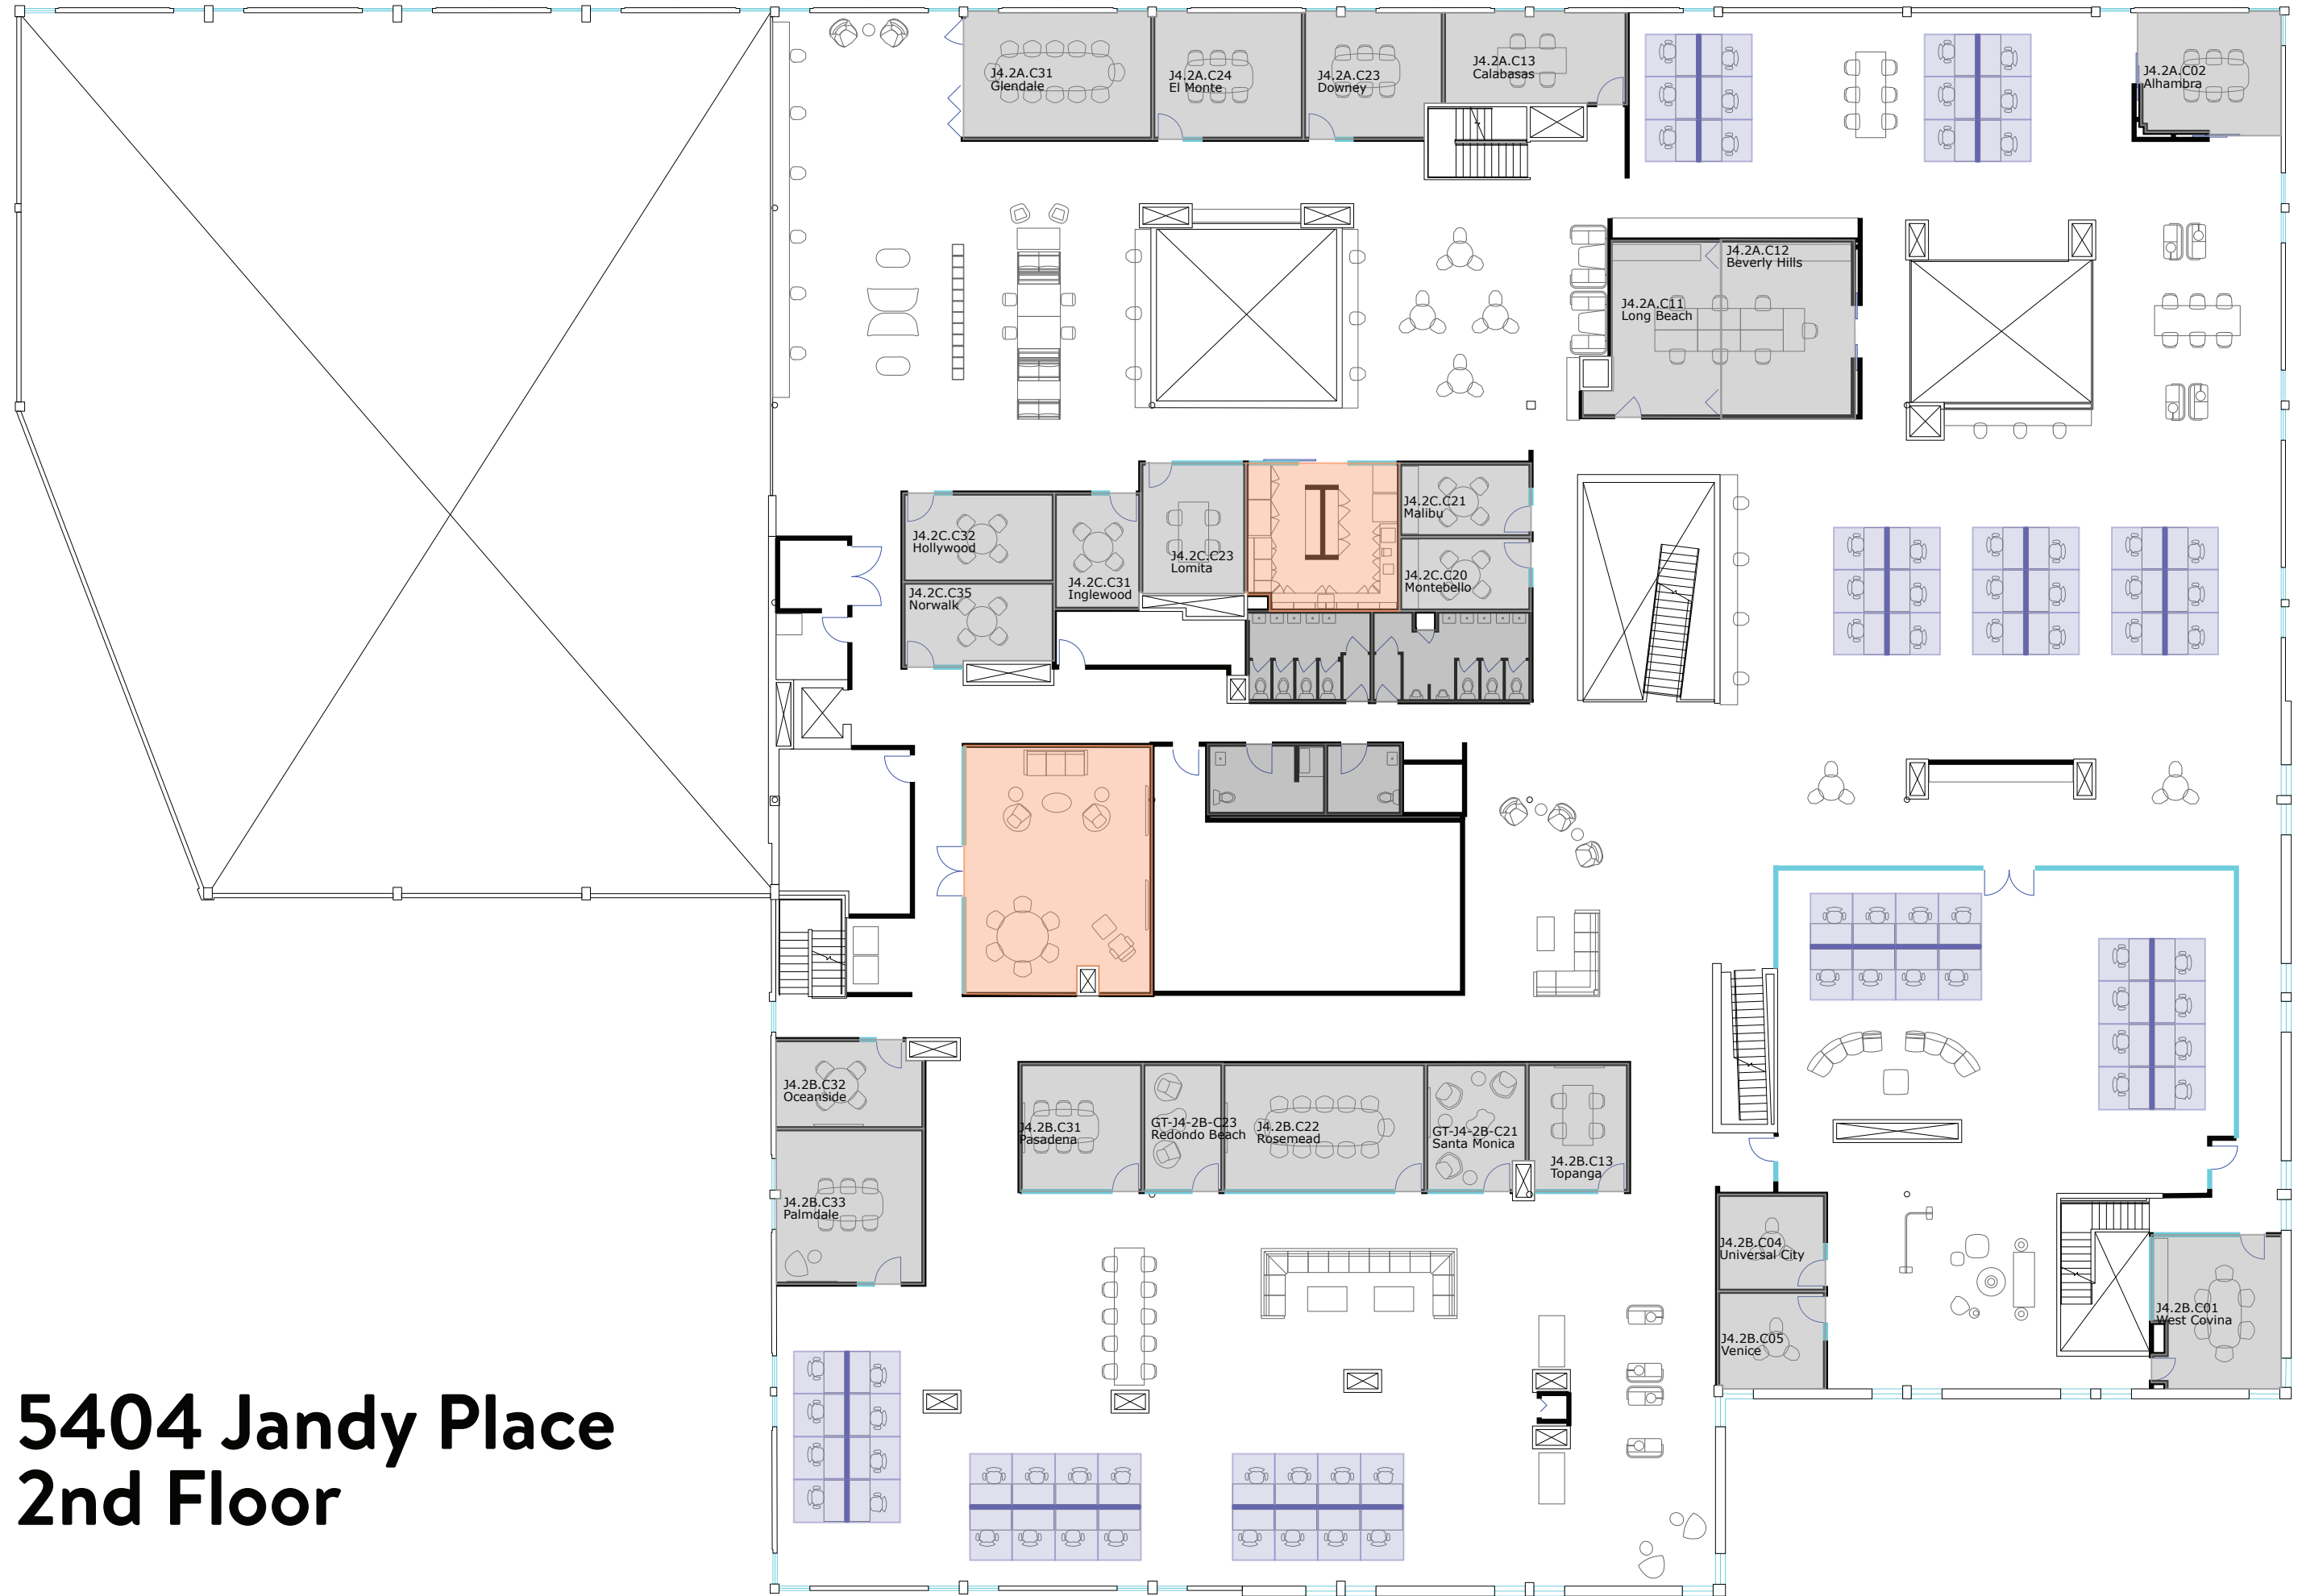 J4.2A.C31
Glendale
J4.2A.C24
El Monte
J4.2A.C23
Downey
J4.2A.C13
Calabasas
J4.2A.C02
Alhambra
J4.2A.C12
Beverly Hills
J4.2A.C11
Long Beach
J4.2C.C32
Hollywood
J4.2C.C35
Norwalk
J4.2C.C31
Inglewood
J4.2C.C23
Lomita
J4.2C.C21
Malibu
J4.2C.C20
Montebello
J4.2B.C32
Oceanside
J4.2B.C33
Palmdale
J4.2B.C31
Pasadena
GT-J4-2B-C23
Redondo Beach
J4.2B.C22
Rosemead
GT-J4-2B-C21
Santa Monica
J4.2B.C13
Topanga
J4.2B.C04
Universal City
J4.2B.C05
Venice
J4.2B.C01
West Covina
5404 Jandy Place
2nd Floor